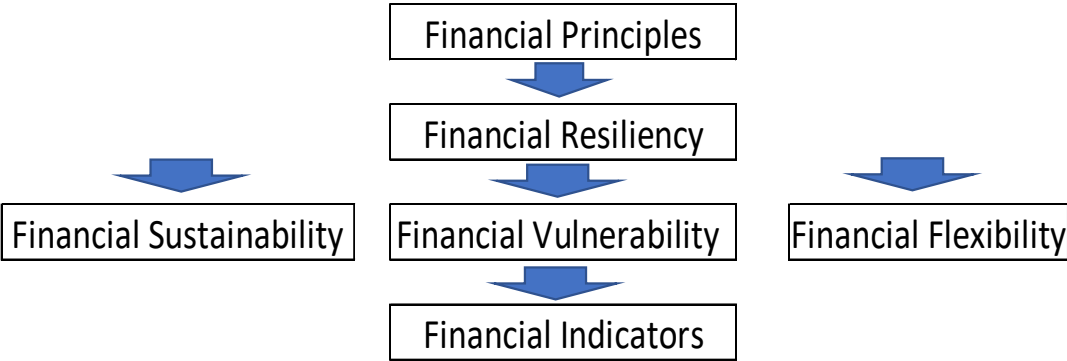 Financial Principles
Financial Resiliency
Financial Sustainability
Financial Vulnerability
Financial Flexibility
Financial Indicators